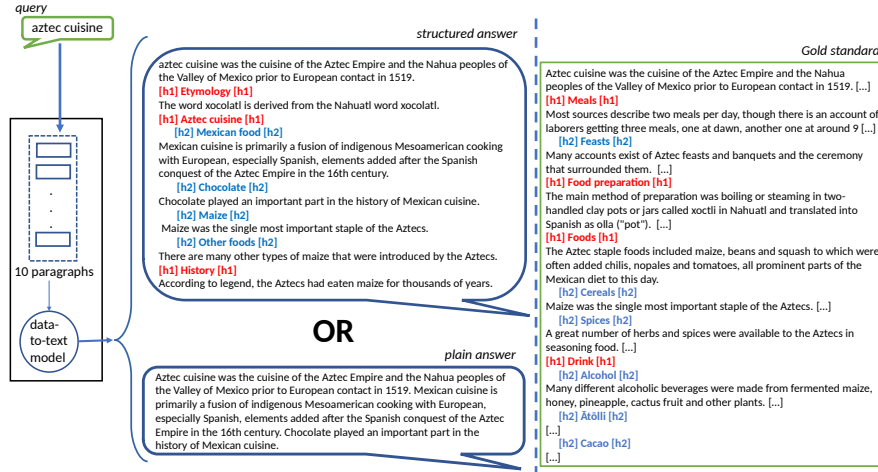 query
aztec cuisine
10 paragraphs
data-
to-text
model
structured answer
aztec cuisine was the cuisine of the Aztec Empire and the Nahua peoples of
the Valley of Mexico prior to European contact in 1519.
[h1] Etymology [h1]
The word xocolatl is derived from the Nahuatl word xocolatl.
[h1] Aztec cuisine [h1]
[h2] Mexican food [h2]
Mexican cuisine is primarily a fusion of indigenous Mesoamerican cooking
with European, especially Spanish, elements added after the Spanish
conquest of the Aztec Empire in the 16th century.
[h2] Chocolate [h2]
Chocolate played an important part in the history of Mexican cuisine.
[h2] Maize [h2]
Maize was the single most important staple of the Aztecs.
[h2] Other foods [h2]
There are many other types of maize that were introduced by the Aztecs.
[h1] History [h1]
According to legend, the Aztecs had eaten maize for thousands of years.
OR
plain answer
Aztec cuisine was the cuisine of the Aztec Empire and the Nahua peoples of
the Valley of Mexico prior to European contact in 1519. Mexican cuisine is
primarily a fusion of indigenous Mesoamerican cooking with European,
especially Spanish, elements added after the Spanish conquest of the Aztec
Empire in the 16th century. Chocolate played an important part in the
history of Mexican cuisine.
Gold standard
Aztec cuisine was the cuisine of the Aztec Empire and the Nahua
peoples of the Valley of Mexico prior to European contact in 1519. [...]
[h1] Meals [h1]
Most sources describe two meals per day, though there is an account of
laborers getting three meals, one at dawn, another one at around 9 [...]
[h2] Feasts [h2]
Many accounts exist of Aztec feasts and banquets and the ceremony
that surrounded them. [...]
[h1] Food preparation [h1]
The main method of preparation was boiling or steaming in two-
handled clay pots or jars called xoctli in Nahuatl and translated into
Spanish as olla ("pot"). [...]
[h1] Foods [h1]
The Aztec staple foods included maize, beans and squash to which were
often added chilis, nopales and tomatoes, all prominent parts of the
Mexican diet to this day.
[h2] Cereals [h2]
Maize was the single most important staple of the Aztecs. [...]
[h2] Spices [h2]
A great number of herbs and spices were available to the Aztecs in
seasoning food. [...]
[h1] Drink [h1]
[h2] Alcohol [h2]
Many different alcoholic beverages were made from fermented maize,
honey, pineapple, cactus fruit and other plants. [...]
[h2] Ātōlli [h2]
[...]
[h2] Cacao [h2]
[...]